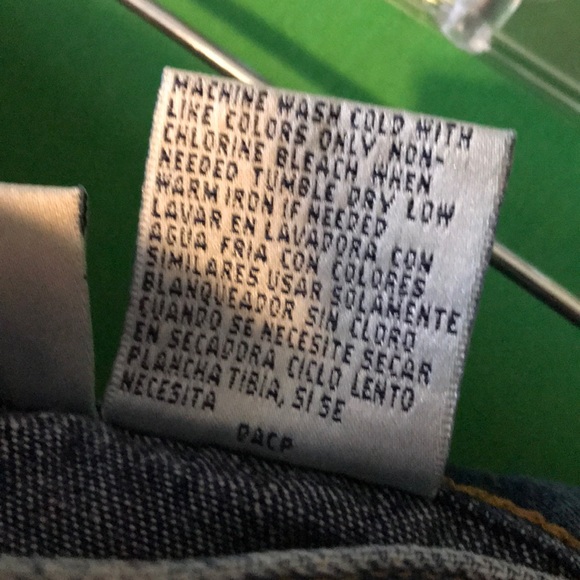 MACHINE WASH COLD WITH
LIKE COLORS ONLY NON-
CHLORINE BLEACH WHEN
NEEDED TUMBLE DRY LOW
WARM IRON IF NEEDED
LAVAR EN LAVADORA CON
AGUA FRIA CON COLORES
SIMILARES USAR SOLAMENTE
BLANQUEADOR SIN CLORO
CUANDO SE NECESITE SECAR
EN SECADORA CICLO LENTO
PLANCHA TIBIA, SI SE
NECESITA